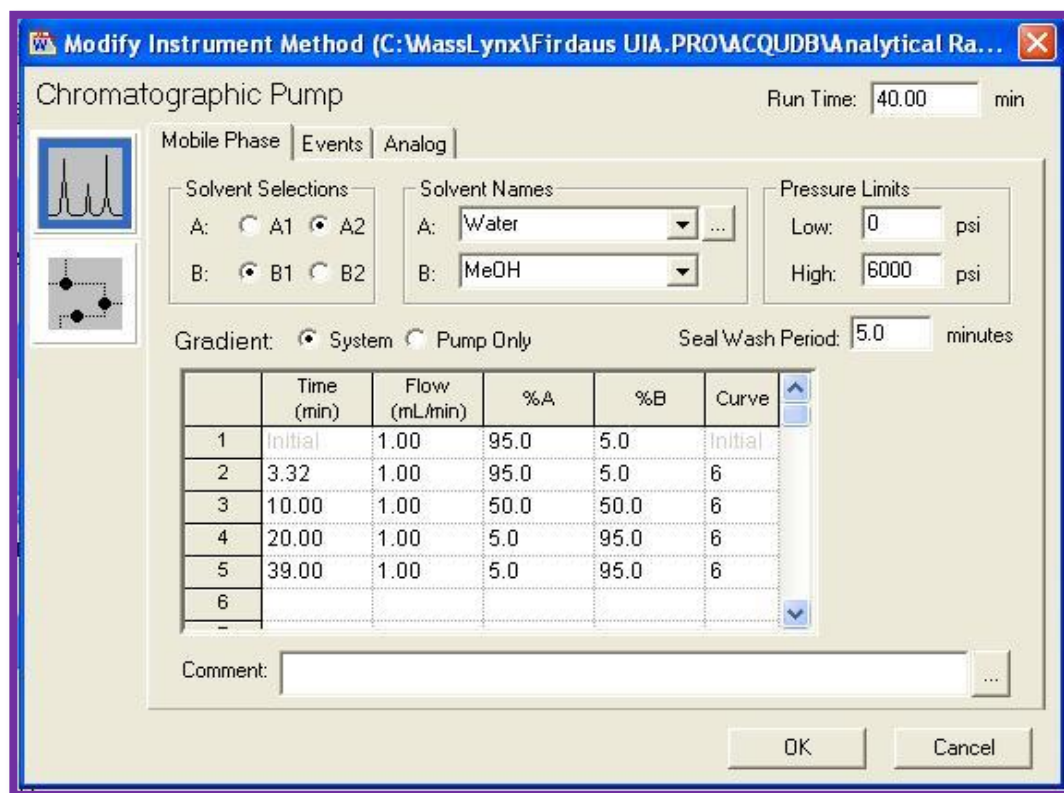 Modify Instrument Method (C:\MassLynx\Firdaus UIA.PRO\ACQUDB\Analytical Ra...
Chromatographic Pump
Run Time: 40.00 min
Mobile Phase Events Analog
Solvent Selections Solvent Names Pressure Limits
A: A1 A2 A: Water ... Low: 0 psi
B: B1 B2 B: MeOH High: 6000 psi
Gradient: System Pump Only Seal Wash Period: 5.0 minutes
Time (min) Flow (mL/min) %A %B Curve
1 Initial 1.00 95.0 5.0 Initial
2 3.32 1.00 95.0 5.0 6
3 10.00 1.00 50.0 50.0 6
4 20.00 1.00 5.0 95.0 6
5 39.00 1.00 5.0 95.0 6
6
Comment: ...
OK Cancel